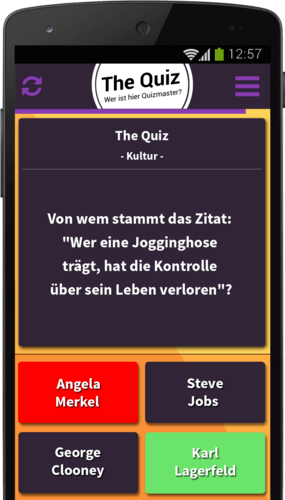 12:57
The Quiz
Wer ist hier Quizmaster?
The Quiz
- Kultur -
Von wem stammt das Zitat:
"Wer eine Jogginghose
trägt, hat die Kontrolle
über sein Leben verloren"?
Angela
Merkel
Steve
Jobs
George
Clooney
Karl
Lagerfeld